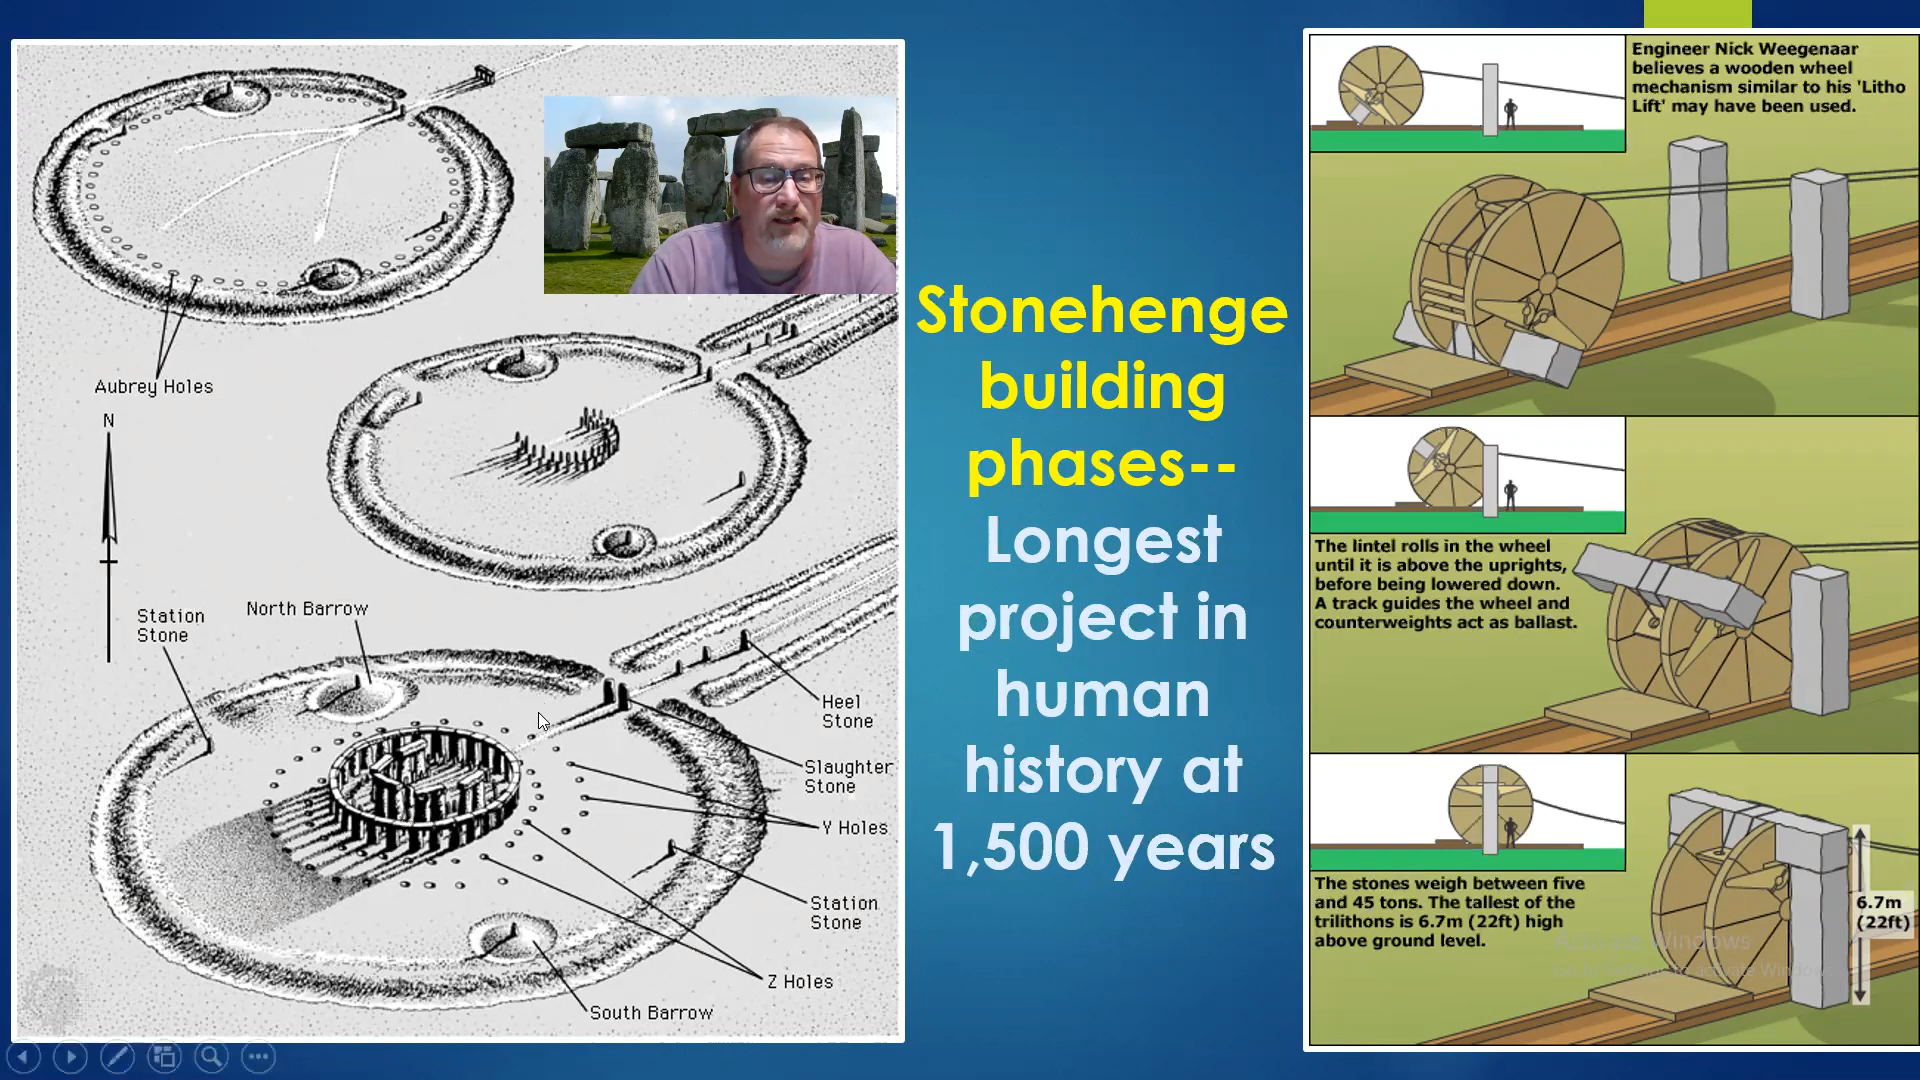 Aubrey Holes
N
Station
Stone
North Barrow
Heel
Stone
Slaughter
Stone
Y Holes
Station
Stone
Z Holes
South Barrow
Stonehenge
building
phases--
Longest
project in
human
history at
1,500 years
Engineer Nick Weegenaar
believes a wooden wheel
mechanism similar to his 'Litho
Lift' may have been used.
The lintel rolls in the wheel
until it is above the uprights,
before being lowered down.
A track guides the wheel and
counterweights act as ballast.
The stones weigh between five
and 45 tons. The tallest of the
trilithons is 6.7m (22ft) high
above ground level.
6.7m
(22ft)
Activate Windows